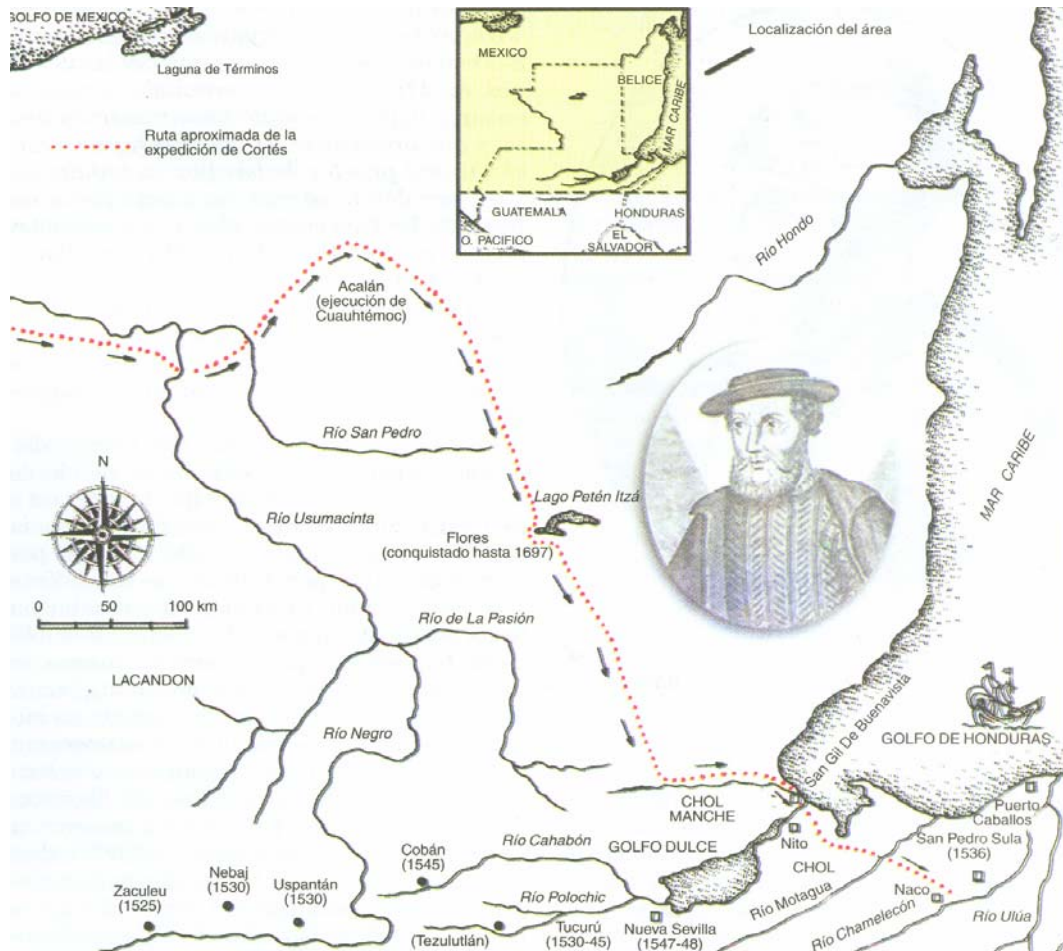 GOLFO DE MEXICO
Laguna de Términos
Ruta aproximada de la
expedición de Cortés
MEXICO
BELICE
MAR CARIBE
GUATEMALA
HONDURAS
EL
SALVADOR
O. PACIFICO
Localización del área
Río Hondo
Acalán
(ejecución de
Cuauhtémoc)
Río San Pedro
MAR CARIBE
N
Río Usumacinta
Lago Petén Itzá
Flores
(conquistado hasta 1697)
0 50 100 km
Río de La Pasión
LACANDON
Río Negro
San Gil De Buenavista
GOLFO DE HONDURAS
CHOL
MANCHE
Puerto
Caballos
Nito
San Pedro Sula
(1536)
Río Cahabón
GOLFO DULCE
CHOL
Cobán
(1545)
Río Motagua
Naco
Nebaj
(1530)
Uspantán
(1530)
Zaculeu
(1525)
Río Polochic
Río Chamelecón
Río Ulúa
(Tezulutlán)
Tucurú
(1530-45)
Nueva Sevilla
(1547-48)